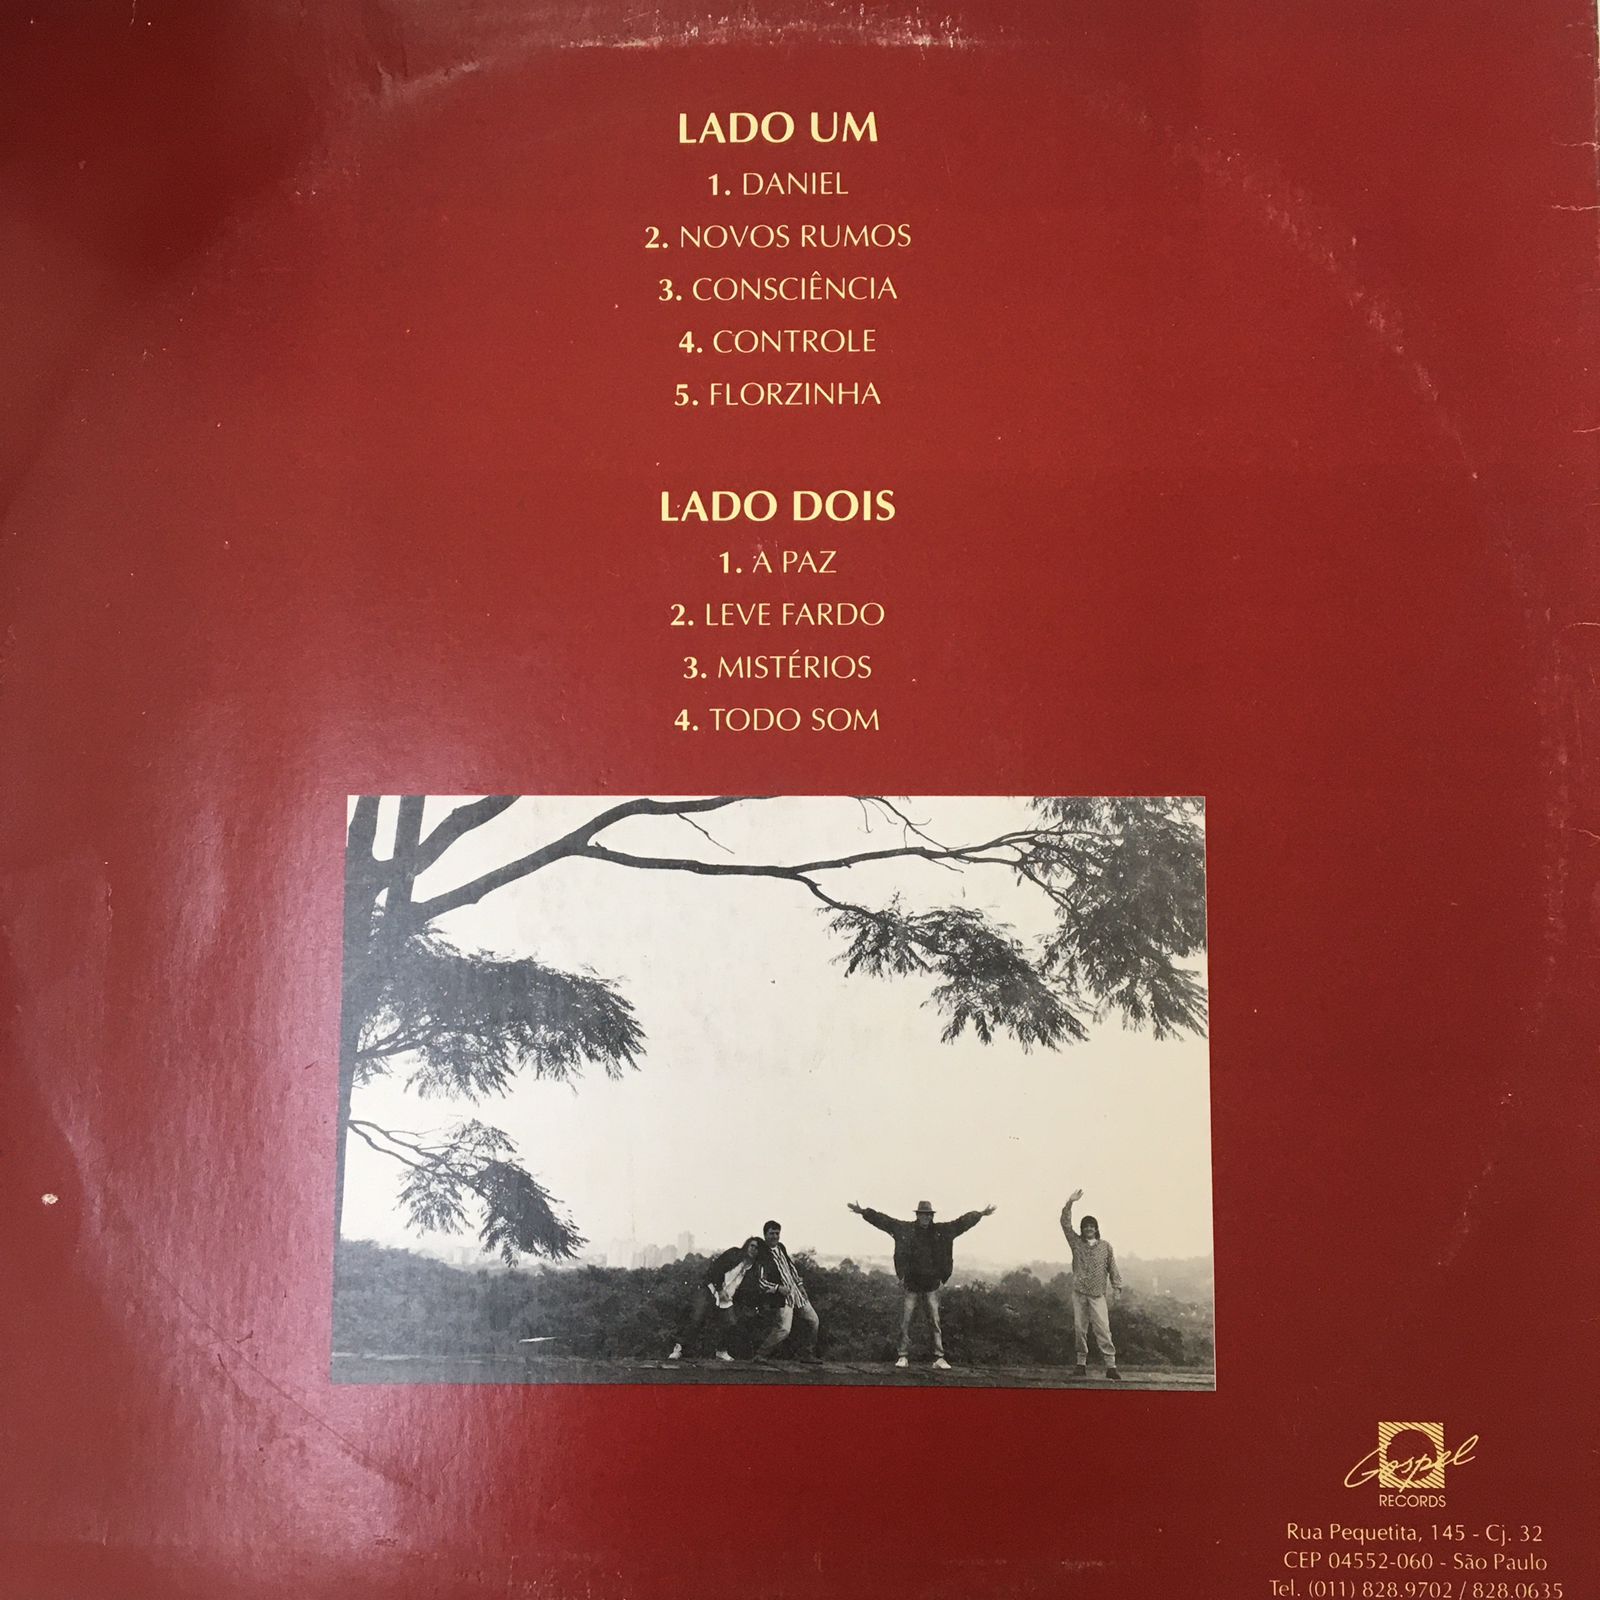 LADO UM
1. DANIEL
2. NOVOS RUMOS
3. CONSCIÊNCIA
4. CONTROLE
5. FLORZINHA
LADO DOIS
1. A PAZ
2. LEVE FARDO
3. MISTÉRIOS
4. TODO SOM
Gospel
RECORDS
Rua Pequetita, 145 - Cj. 32
CEP 04552-060 - São Paulo
Tel. (011) 828.9702 / 828.0635